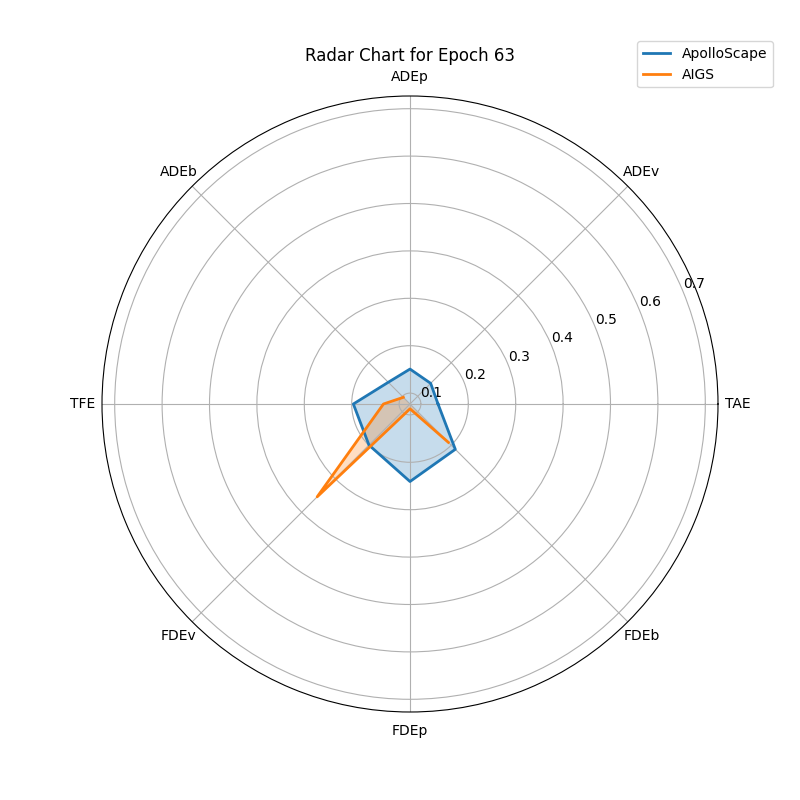 Radar Chart for Epoch 63
ApolloScape
AIGS
ADEp
ADEb
ADEv
0.7
0.6
0.5
0.4
0.3
0.2
0.1
TFE
TAE
FDEv
FDEb
FDEp